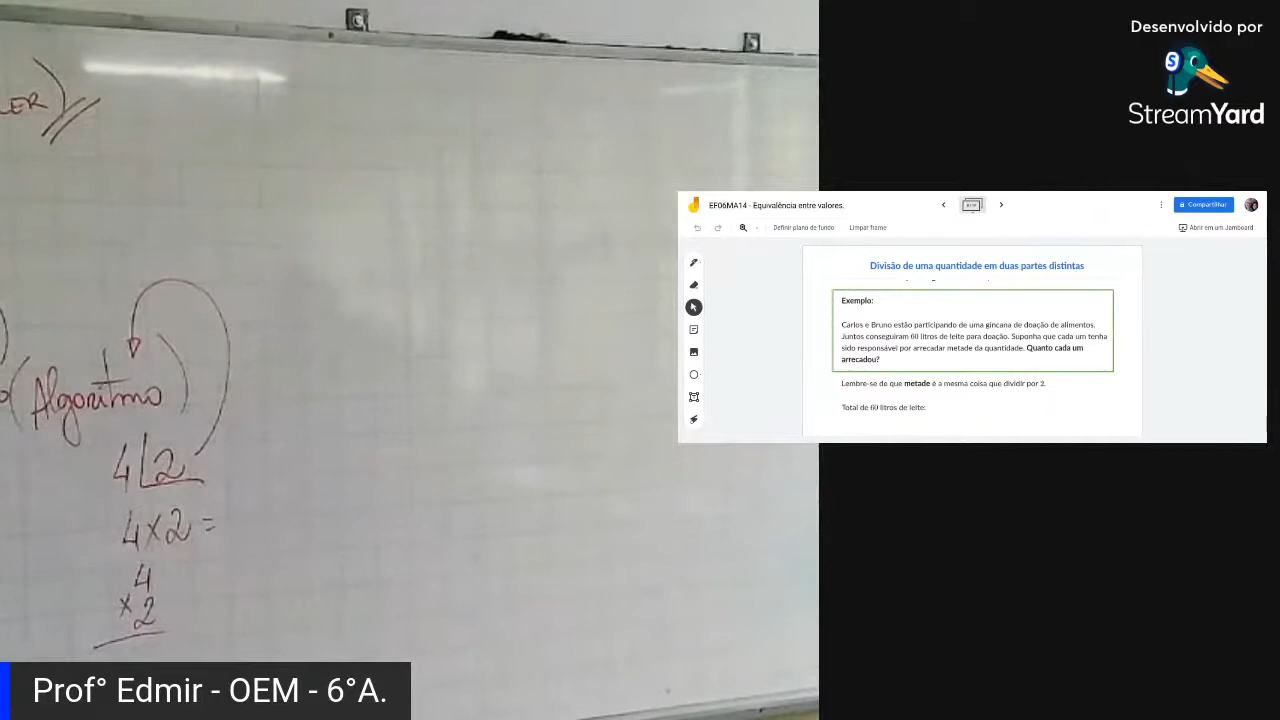 LER)
(Algoritmo)
4 2
4x2=
4
x 2
Prof° Edmir - OEM - 6°A.
Desenvolvido por
StreamYard
EF06MA14 - Equivalência entre valores.
Compartilhar
Definir plano de fundo
Limpar frame
Abrir em um Jamboard
Divisão de uma quantidade em duas partes distintas
Exemplo:
Carlos e Bruno estão participando de uma gincana de doação de alimentos.
Juntos conseguiram 60 litros de leite para doação. Suponha que cada um tenha
sido responsável por arrecadar metade da quantidade. Quanto cada um
arrecadou?
Lembre-se de que metade é a mesma coisa que dividir por 2.
Total de 60 litros de leite: